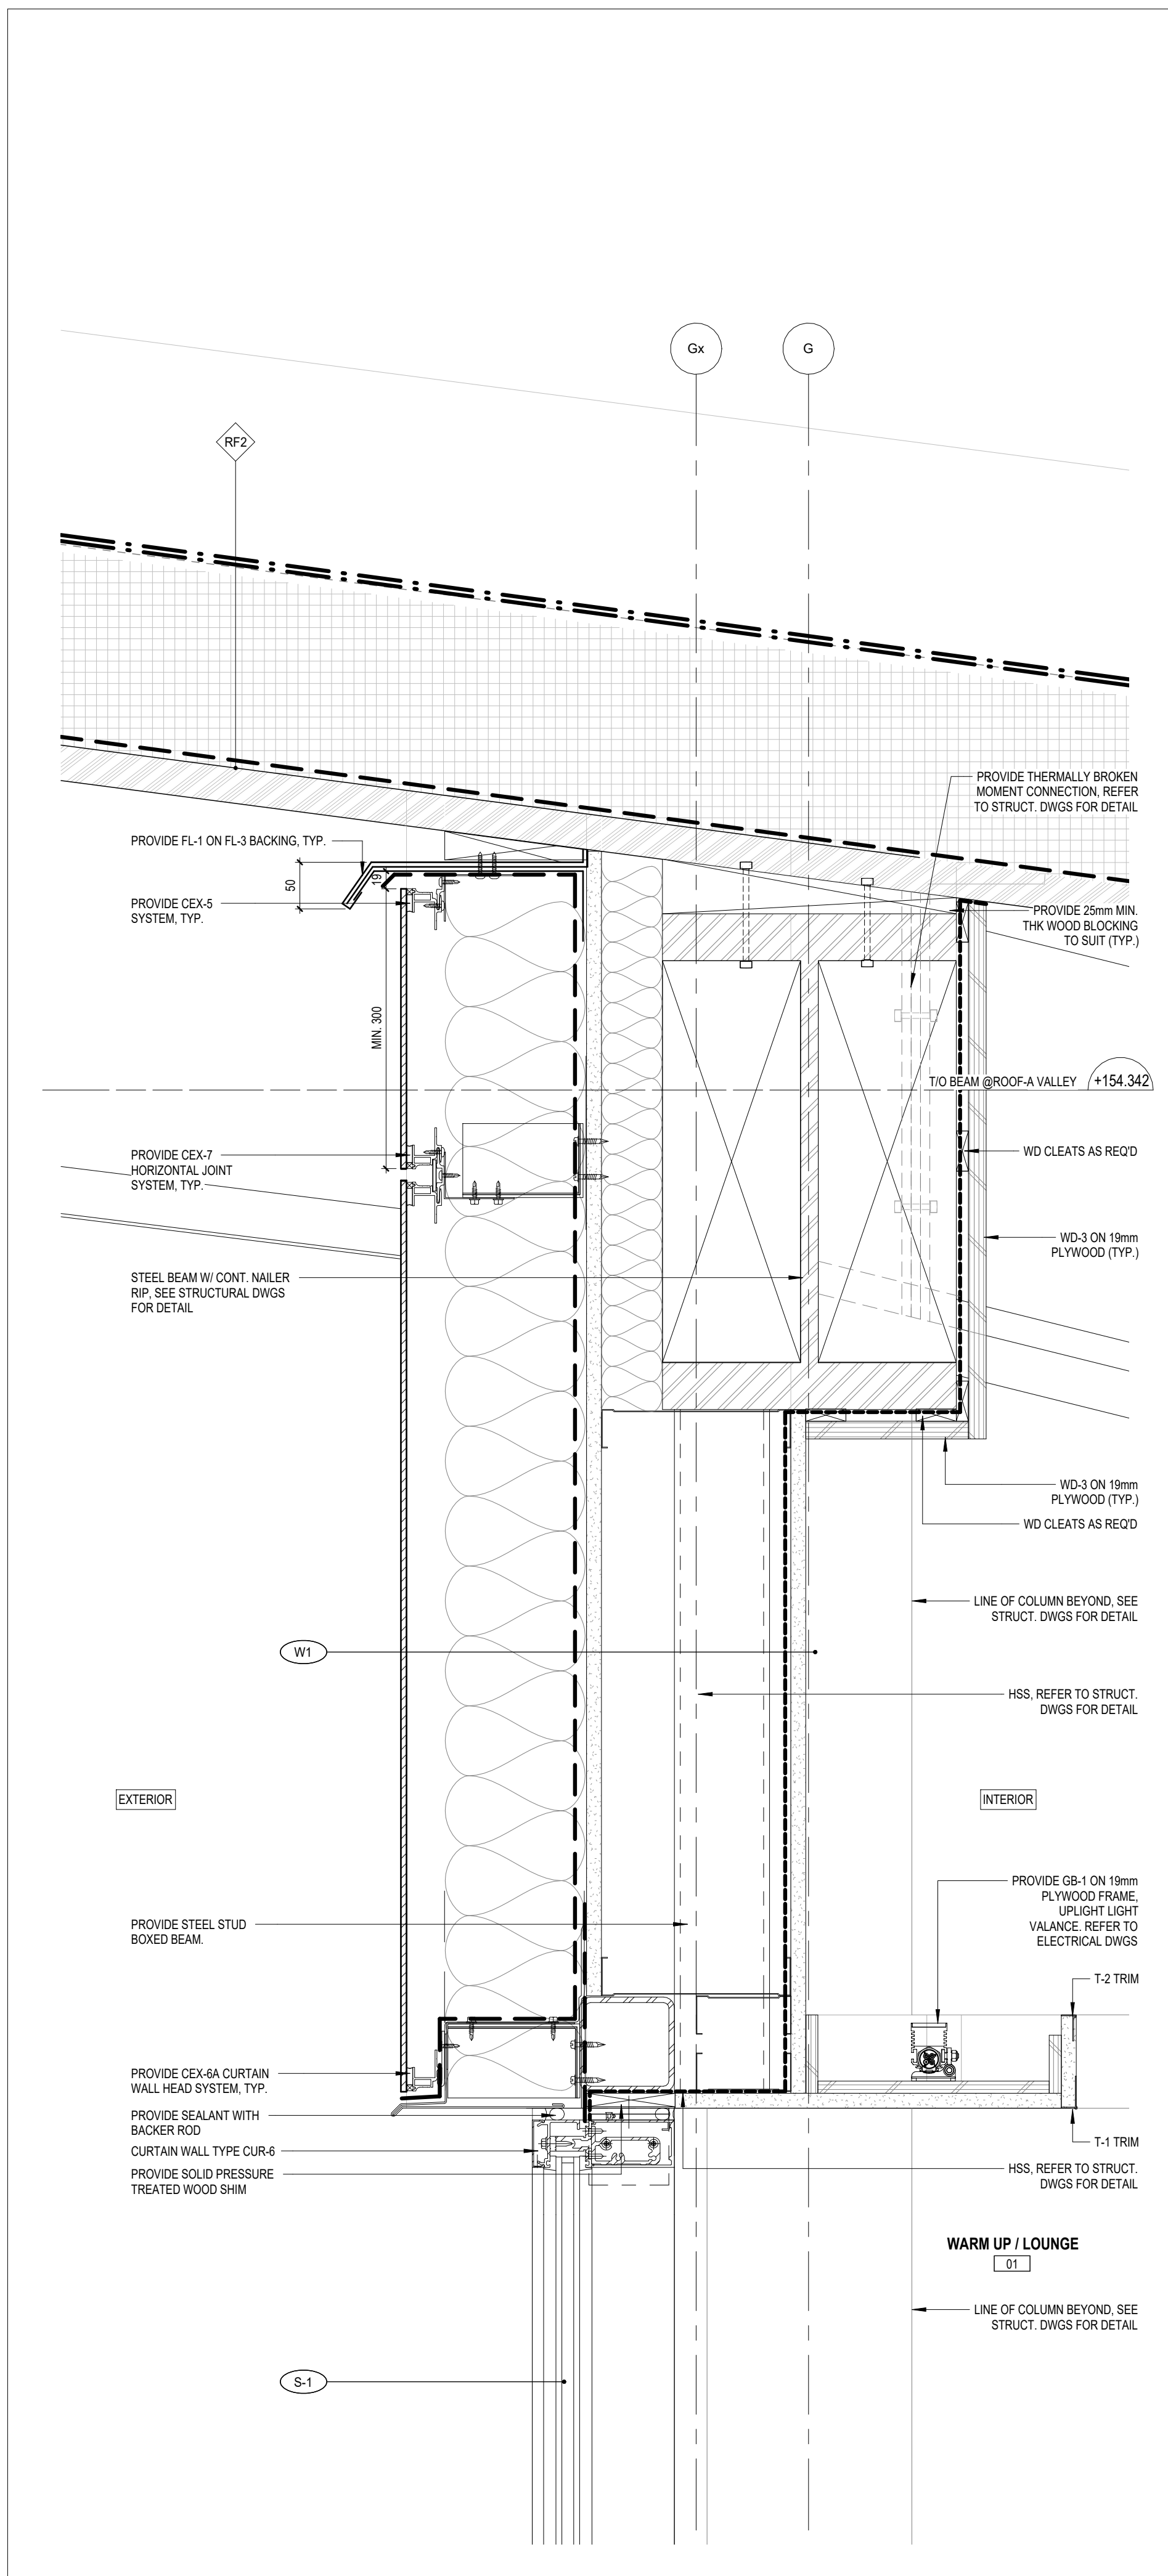 Gx
G
RF2
PROVIDE THERMALLY BROKEN
MOMENT CONNECTION, REFER
TO STRUCT. DWGS FOR DETAIL
PROVIDE FL-1 ON FL-3 BACKING, TYP.
50
19
PROVIDE CEX-5
SYSTEM, TYP.
PROVIDE 25mm MIN.
THK WOOD BLOCKING
TO SUIT (TYP.)
MIN. 300
T/O BEAM @ROOF-A VALLEY
+154.342
PROVIDE CEX-7
HORIZONTAL JOINT
SYSTEM, TYP.
WD CLEATS AS REQ'D
WD-3 ON 19mm
PLYWOOD (TYP.)
STEEL BEAM W/ CONT. NAILER
RIP, SEE STRUCTURAL DWGS
FOR DETAIL
WD-3 ON 19mm
PLYWOOD (TYP.)
WD CLEATS AS REQ'D
LINE OF COLUMN BEYOND, SEE
STRUCT. DWGS FOR DETAIL
W1
HSS, REFER TO STRUCT.
DWGS FOR DETAIL
EXTERIOR
INTERIOR
PROVIDE GB-1 ON 19mm
PLYWOOD FRAME,
UPLIGHT LIGHT
VALANCE. REFER TO
ELECTRICAL DWGS
PROVIDE STEEL STUD
BOXED BEAM.
T-2 TRIM
PROVIDE CEX-6A CURTAIN
WALL HEAD SYSTEM, TYP.
PROVIDE SEALANT WITH
BACKER ROD
CURTAIN WALL TYPE CUR-6
PROVIDE SOLID PRESSURE
TREATED WOOD SHIM
T-1 TRIM
HSS, REFER TO STRUCT.
DWGS FOR DETAIL
WARM UP / LOUNGE
01
LINE OF COLUMN BEYOND, SEE
STRUCT. DWGS FOR DETAIL
S-1